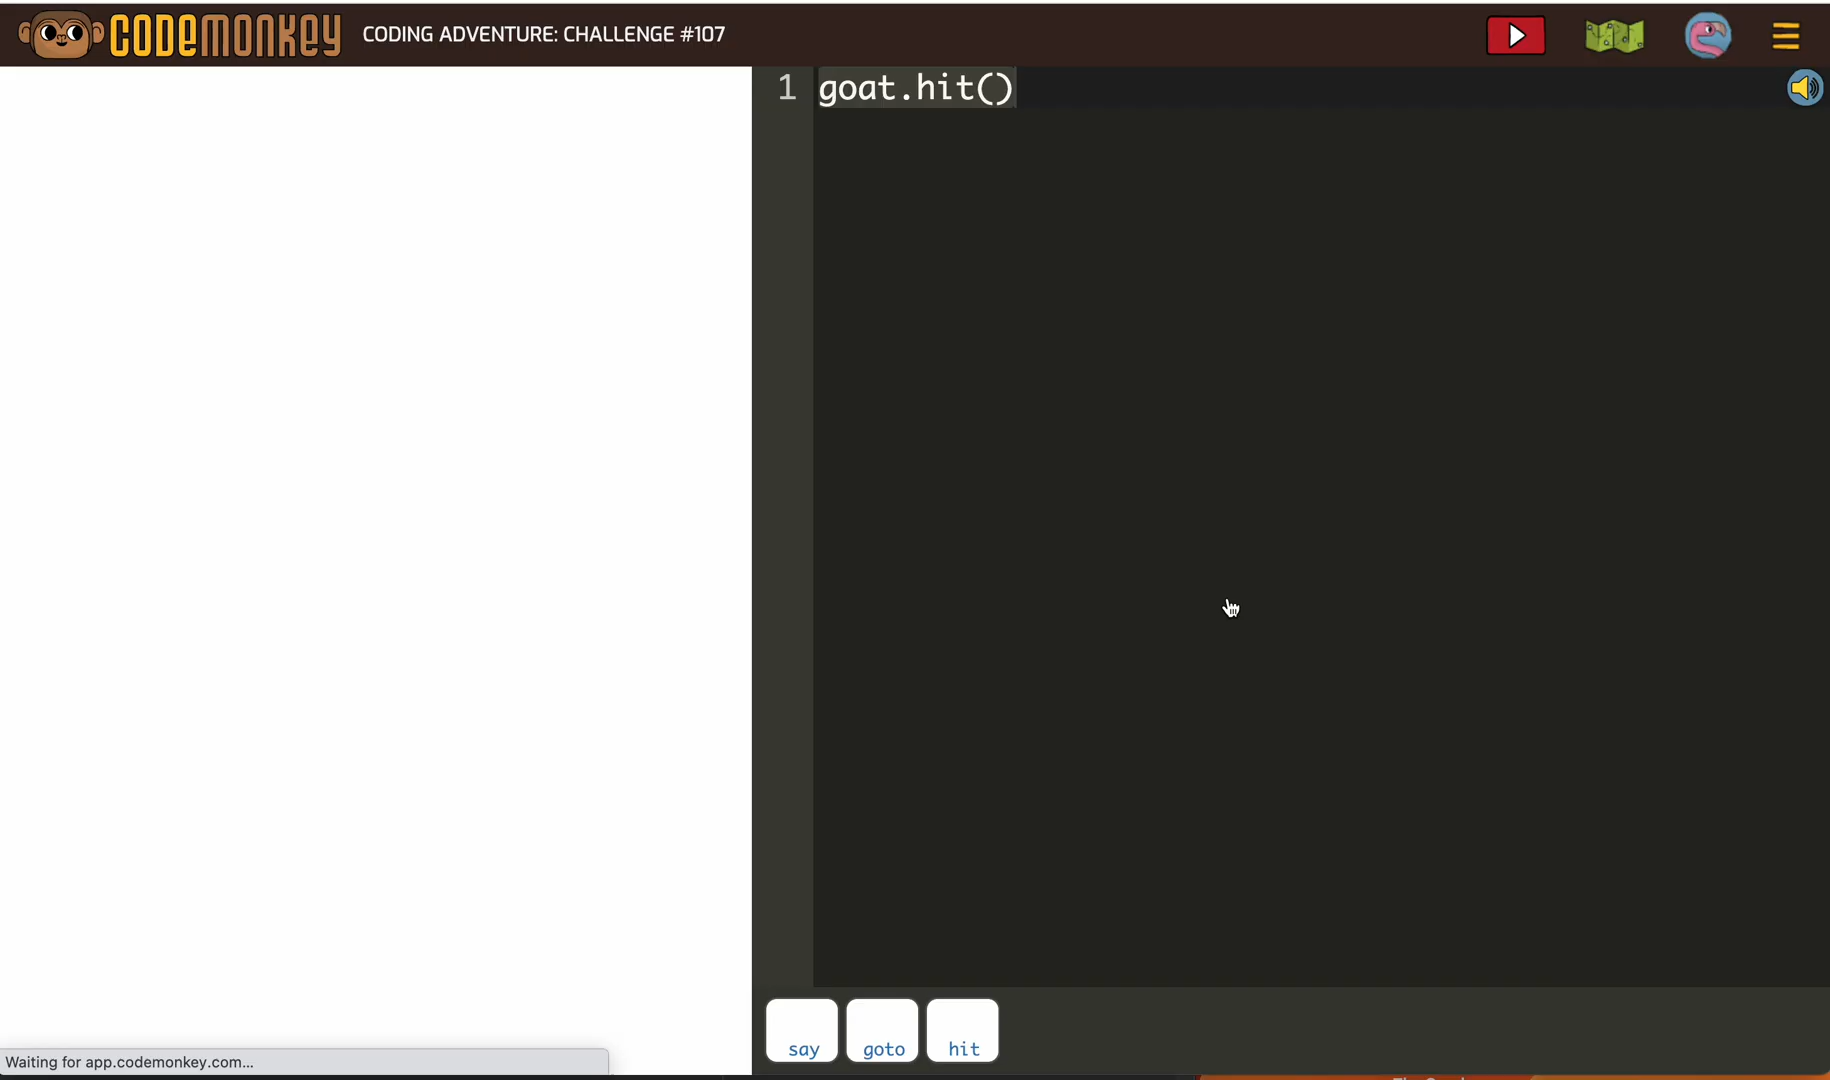 CODEMONKEY CODING ADVENTURE: CHALLENGE #107
1 goat.hit()
say goto hit
Waiting for app.codemonkey.com...